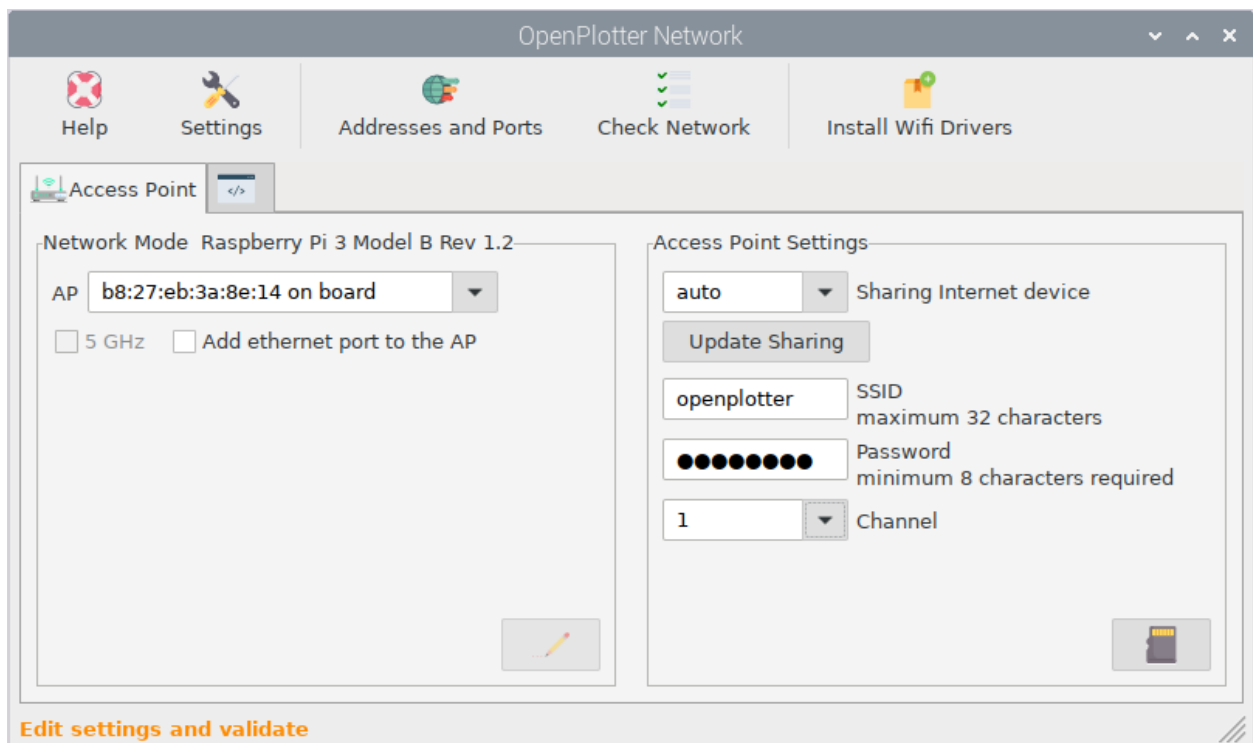 OpenPlotter Network
Help Settings Addresses and Ports Check Network Install Wifi Drivers
Access Point </>
Network Mode Raspberry Pi 3 Model B Rev 1.2
AP b8:27:eb:3a:8e:14 on board
5 GHz Add ethernet port to the AP
Access Point Settings
auto Sharing Internet device
Update Sharing
openplotter SSID
maximum 32 characters
●●●●●●●● Password
minimum 8 characters required
1 Channel
Edit settings and validate